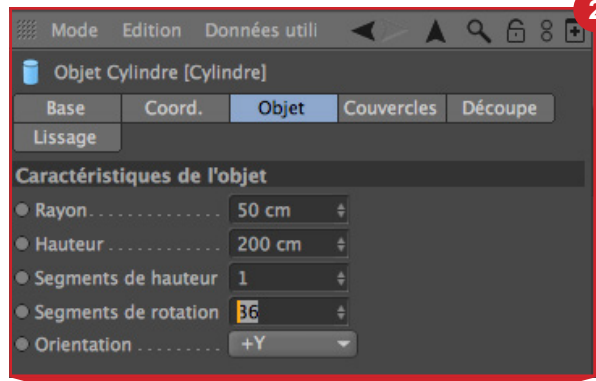 2
Mode Edition Données utili
Objet Cylindre [Cylindre]
Base Coord. Objet Couvercles Découpe
Lissage
Caractéristiques de l'objet
Rayon. . . . . . . . . . . . . 50 cm
Hauteur . . . . . . . . . . . 200 cm
Segments de hauteur 1
Segments de rotation 36
Orientation . . . . . . . . . +Y